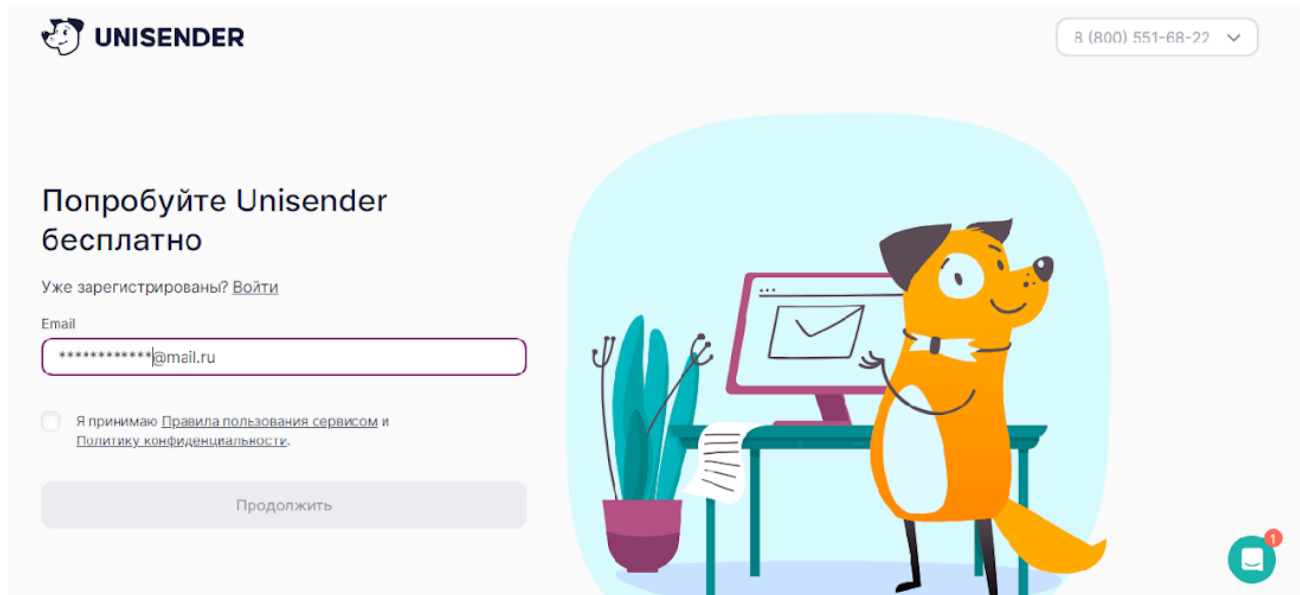 UNISENDER
8 (800) 551-68-22
Попробуйте Unisender
бесплатно
Уже зарегистрированы? Войти
Email
************@mail.ru
Я принимаю Правила пользования сервисом и
Политику конфиденциальности.
Продолжить
1